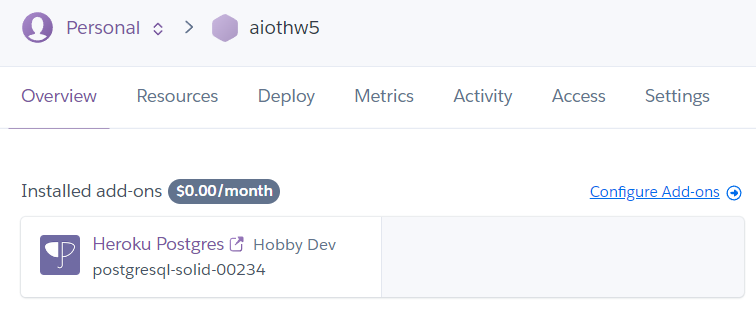 Personal > aiothw5
Overview Resources Deploy Metrics Activity Access Settings
Installed add-ons $0.00/month Configure Add-ons
Heroku Postgres Hobby Dev
postgresql-solid-00234